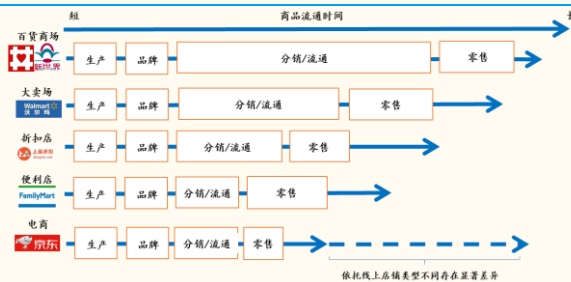 短 商品流通时间
百货商场
新世界
生产 品牌 分销/流通 零售
大卖场
Walmart
沃尔玛
生产 品牌 分销/流通 零售
折扣店
生产 品牌 分销/流通 零售
便利店
FamilyMart
生产 品牌 分销/流通 零售
电商
京东
生产 品牌 分销/流通 零售
依托线上店铺类型不同存在显著差异